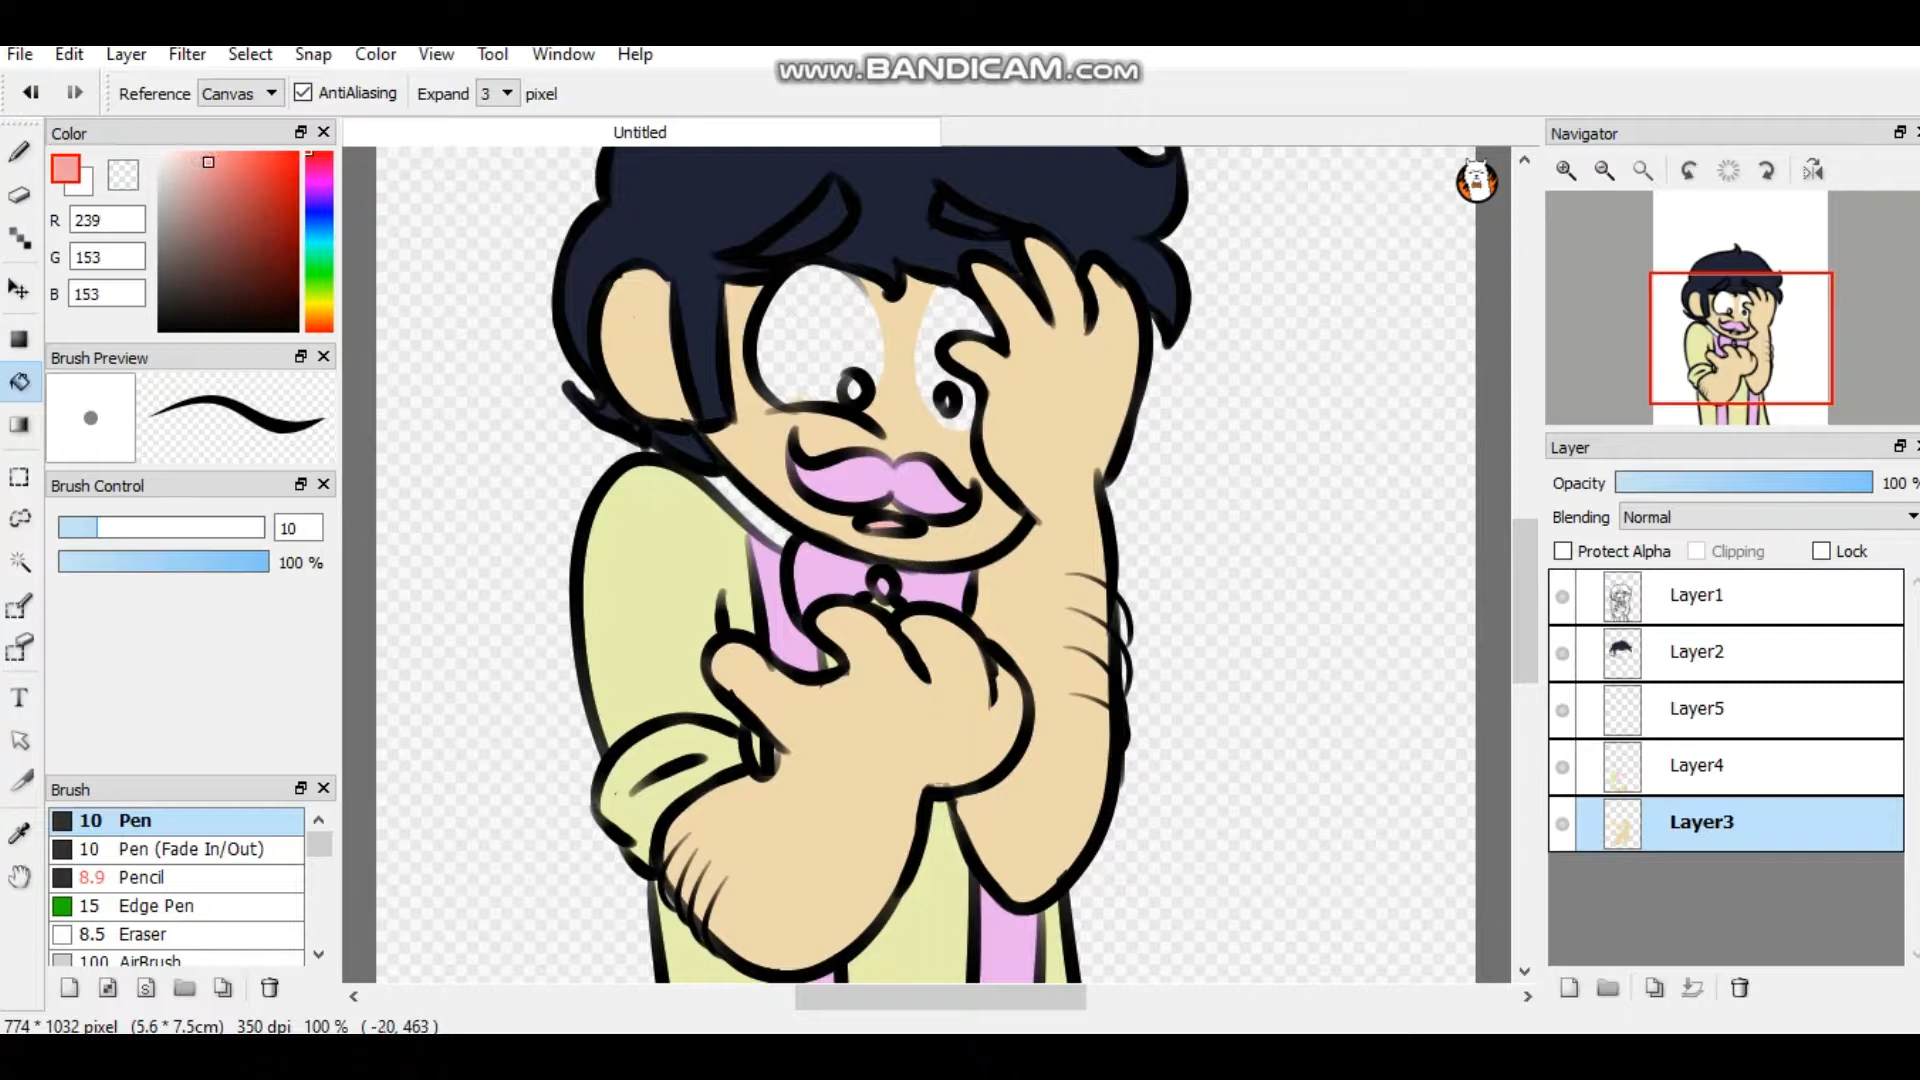 File Edit Layer Filter Select Snap Color View Tool Window Help
www.BANDICAM.com
Reference Canvas AntiAliasing Expand 3 pixel
Color
Untitled
Navigator
R 239
G 153
B 153
Brush Preview
Brush Control
10
100 %
Brush
10 Pen
10 Pen (Fade In/Out)
8.9 Pencil
15 Edge Pen
8.5 Eraser
100 AirBrush
Layer
Opacity 100 %
Blending Normal
Protect Alpha Clipping Lock
Layer1
Layer2
Layer5
Layer4
Layer3
T
S
774 * 1032 pixel (5.6 * 7.5cm) 350 dpi 100 % ( -20, 463 )